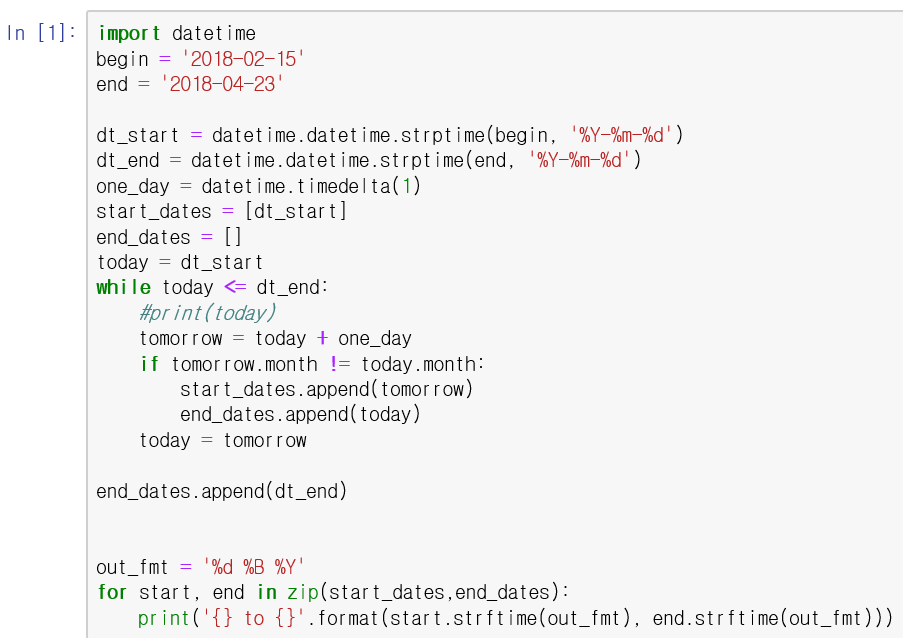 In [1]:
import datetime
begin = '2018-02-15'
end = '2018-04-23'
dt_start = datetime.datetime.strptime(begin, '%Y-%m-%d')
dt_end = datetime.datetime.strptime(end, '%Y-%m-%d')
one_day = datetime.timedelta(1)
start_dates = [dt_start]
end_dates = []
today = dt_start
while today <= dt_end:
    #print(today)
    tomorrow = today + one_day
    if tomorrow.month != today.month:
        start_dates.append(tomorrow)
        end_dates.append(today)
    today = tomorrow
end_dates.append(dt_end)
out_fmt = '%d %B %Y'
for start, end in zip(start_dates,end_dates):
    print('{} to {}'.format(start.strftime(out_fmt), end.strftime(out_fmt)))